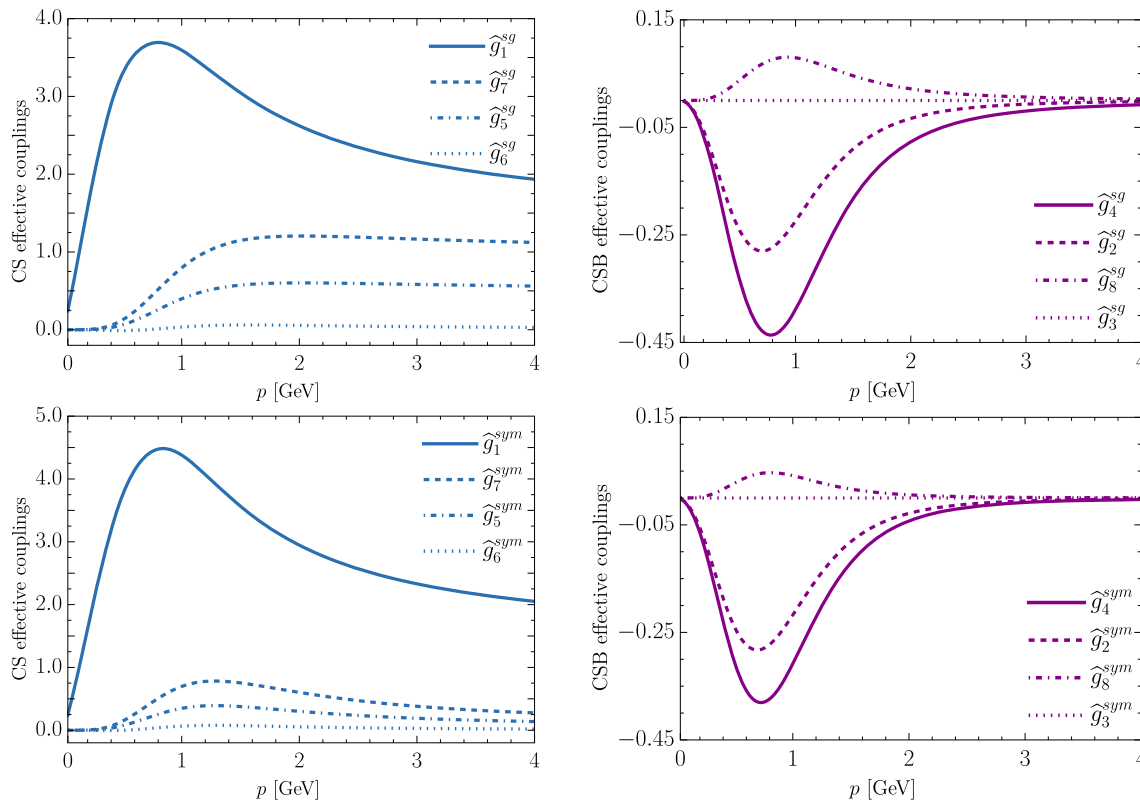 4.0
3.0
2.0
1.0
0.0
CS effective couplings
0 1 2 3 4
p [GeV]
ĝ₁ˢᵍ
ĝ₇ˢᵍ
ĝ₅ˢᵍ
ĝ₆ˢᵍ
0.15
−0.05
−0.25
−0.45
CSB effective couplings
0 1 2 3 4
p [GeV]
ĝ₄ˢᵍ
ĝ₂ˢᵍ
ĝ₈ˢᵍ
ĝ₃ˢᵍ
5.0
4.0
3.0
2.0
1.0
0.0
CS effective couplings
0 1 2 3 4
p [GeV]
ĝ₁ˢʸᵐ
ĝ₇ˢʸᵐ
ĝ₅ˢʸᵐ
ĝ₆ˢʸᵐ
0.15
−0.05
−0.25
−0.45
CSB effective couplings
0 1 2 3 4
p [GeV]
ĝ₄ˢʸᵐ
ĝ₂ˢʸᵐ
ĝ₈ˢʸᵐ
ĝ₃ˢʸᵐ